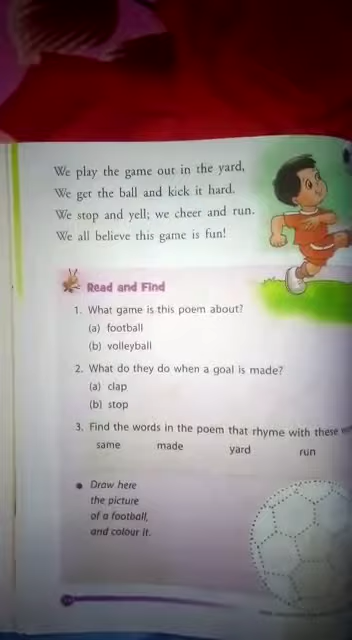 We play the game out in the yard,
We get the ball and kick it hard.
We stop and yell; we cheer and run.
We all believe this game is fun!
Read and Find
1. What game is this poem about?
(a) football
(b) volleyball
2. What do they do when a goal is made?
(a) clap
(b) stop
3. Find the words in the poem that rhyme with these
same made yard run
• Draw here
the picture
of a football,
and colour it.